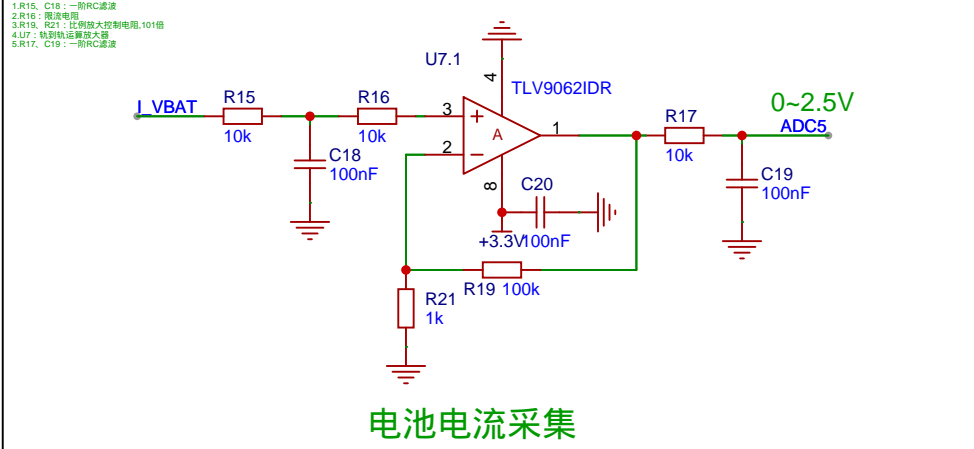 1.R15、C18：一阶RC滤波
2.R16：限流电阻
3.R19、R21：比例放大控制电阻,101倍
4.U7：轨到轨运算放大器
5.R17、C19：一阶RC滤波
U7.1
4
TLV9062IDR
I_VBAT
R15
10k
R16
10k
3
2
A
1
8
R17
10k
0~2.5V
ADC5
C18
100nF
C20
100nF
+3.3V
C19
100nF
R19 100k
R21
1k
电池电流采集